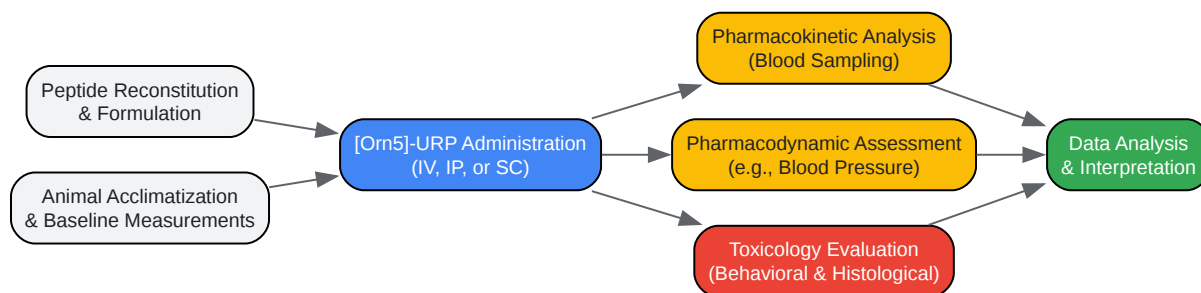 Peptide Reconstitution
& Formulation
Animal Acclimatization
& Baseline Measurements
[Orn5]-URP Administration
(IV, IP, or SC)
Pharmacokinetic Analysis
(Blood Sampling)
Pharmacodynamic Assessment
(e.g., Blood Pressure)
Toxicology Evaluation
(Behavioral & Histological)
Data Analysis
& Interpretation